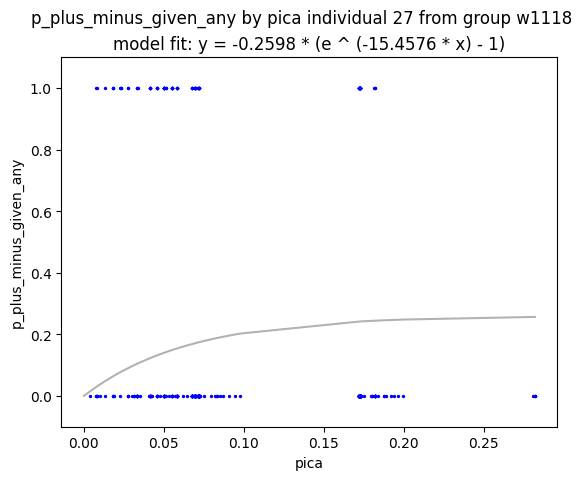 p_plus_minus_given_any by pica individual 27 from group w1118
model fit: y = -0.2598 * (e ^ (-15.4576 * x) - 1)
1.0
0.8
0.6
0.4
0.2
0.0
p_plus_minus_given_any
0.00 0.05 0.10 0.15 0.20 0.25
pica